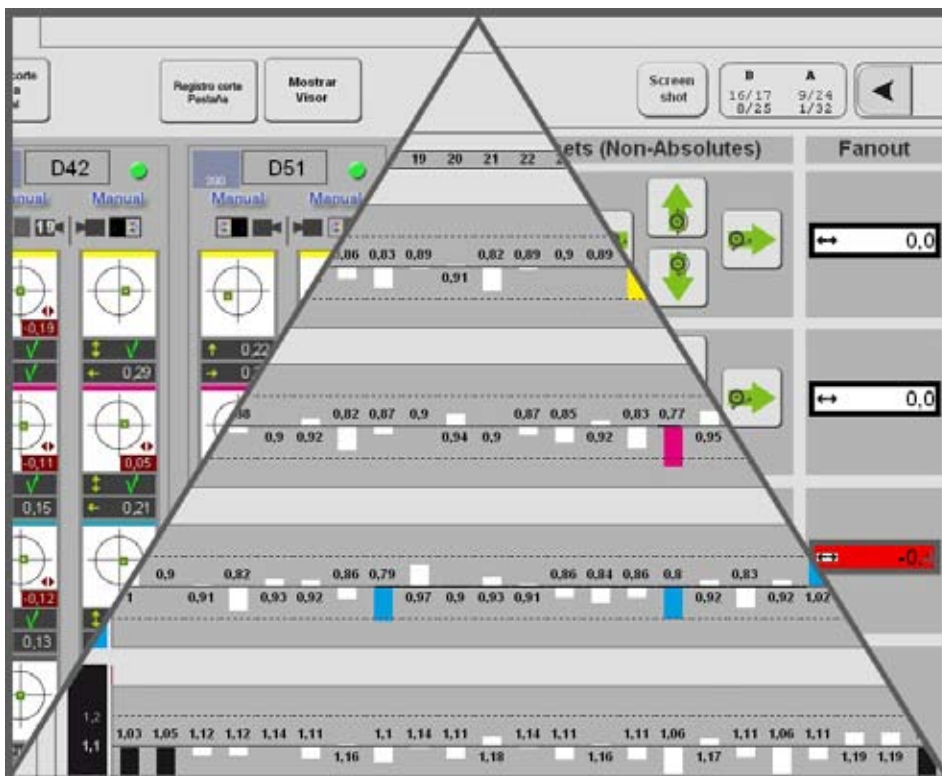 Registro corte
Pestaña
Mostrar
Visor
Screen
shot
B A
16/17 9/24
8/25 1/32
D42
D51
19 20 21 22
ets (Non-Absolutes)
Fanout
Manual
Manual
0,86 0,83 0,89 0,82 0,89 0,9 0,89
0,91
0,0
-0,19
0,22
0,29
0,82 0,87 0,9 0,87 0,85 0,83 0,77
0,9 0,92 0,94 0,9 0,92 0,95
0,0
-0,11 0,05
0,15 0,21
0,9 0,82 0,86 0,79 0,86 0,84 0,86 0,8 0,83
1 0,91 0,93 0,92 0,97 0,9 0,93 0,91 0,92 0,92 1,02
-0,12
0,13
1,2
1,1
1,03 1,05 1,12 1,12 1,14 1,11 1,1 1,14 1,11 1,14 1,11 1,11 1,06 1,11 1,06 1,11
1,16 1,18 1,16 1,17 1,19 1,19